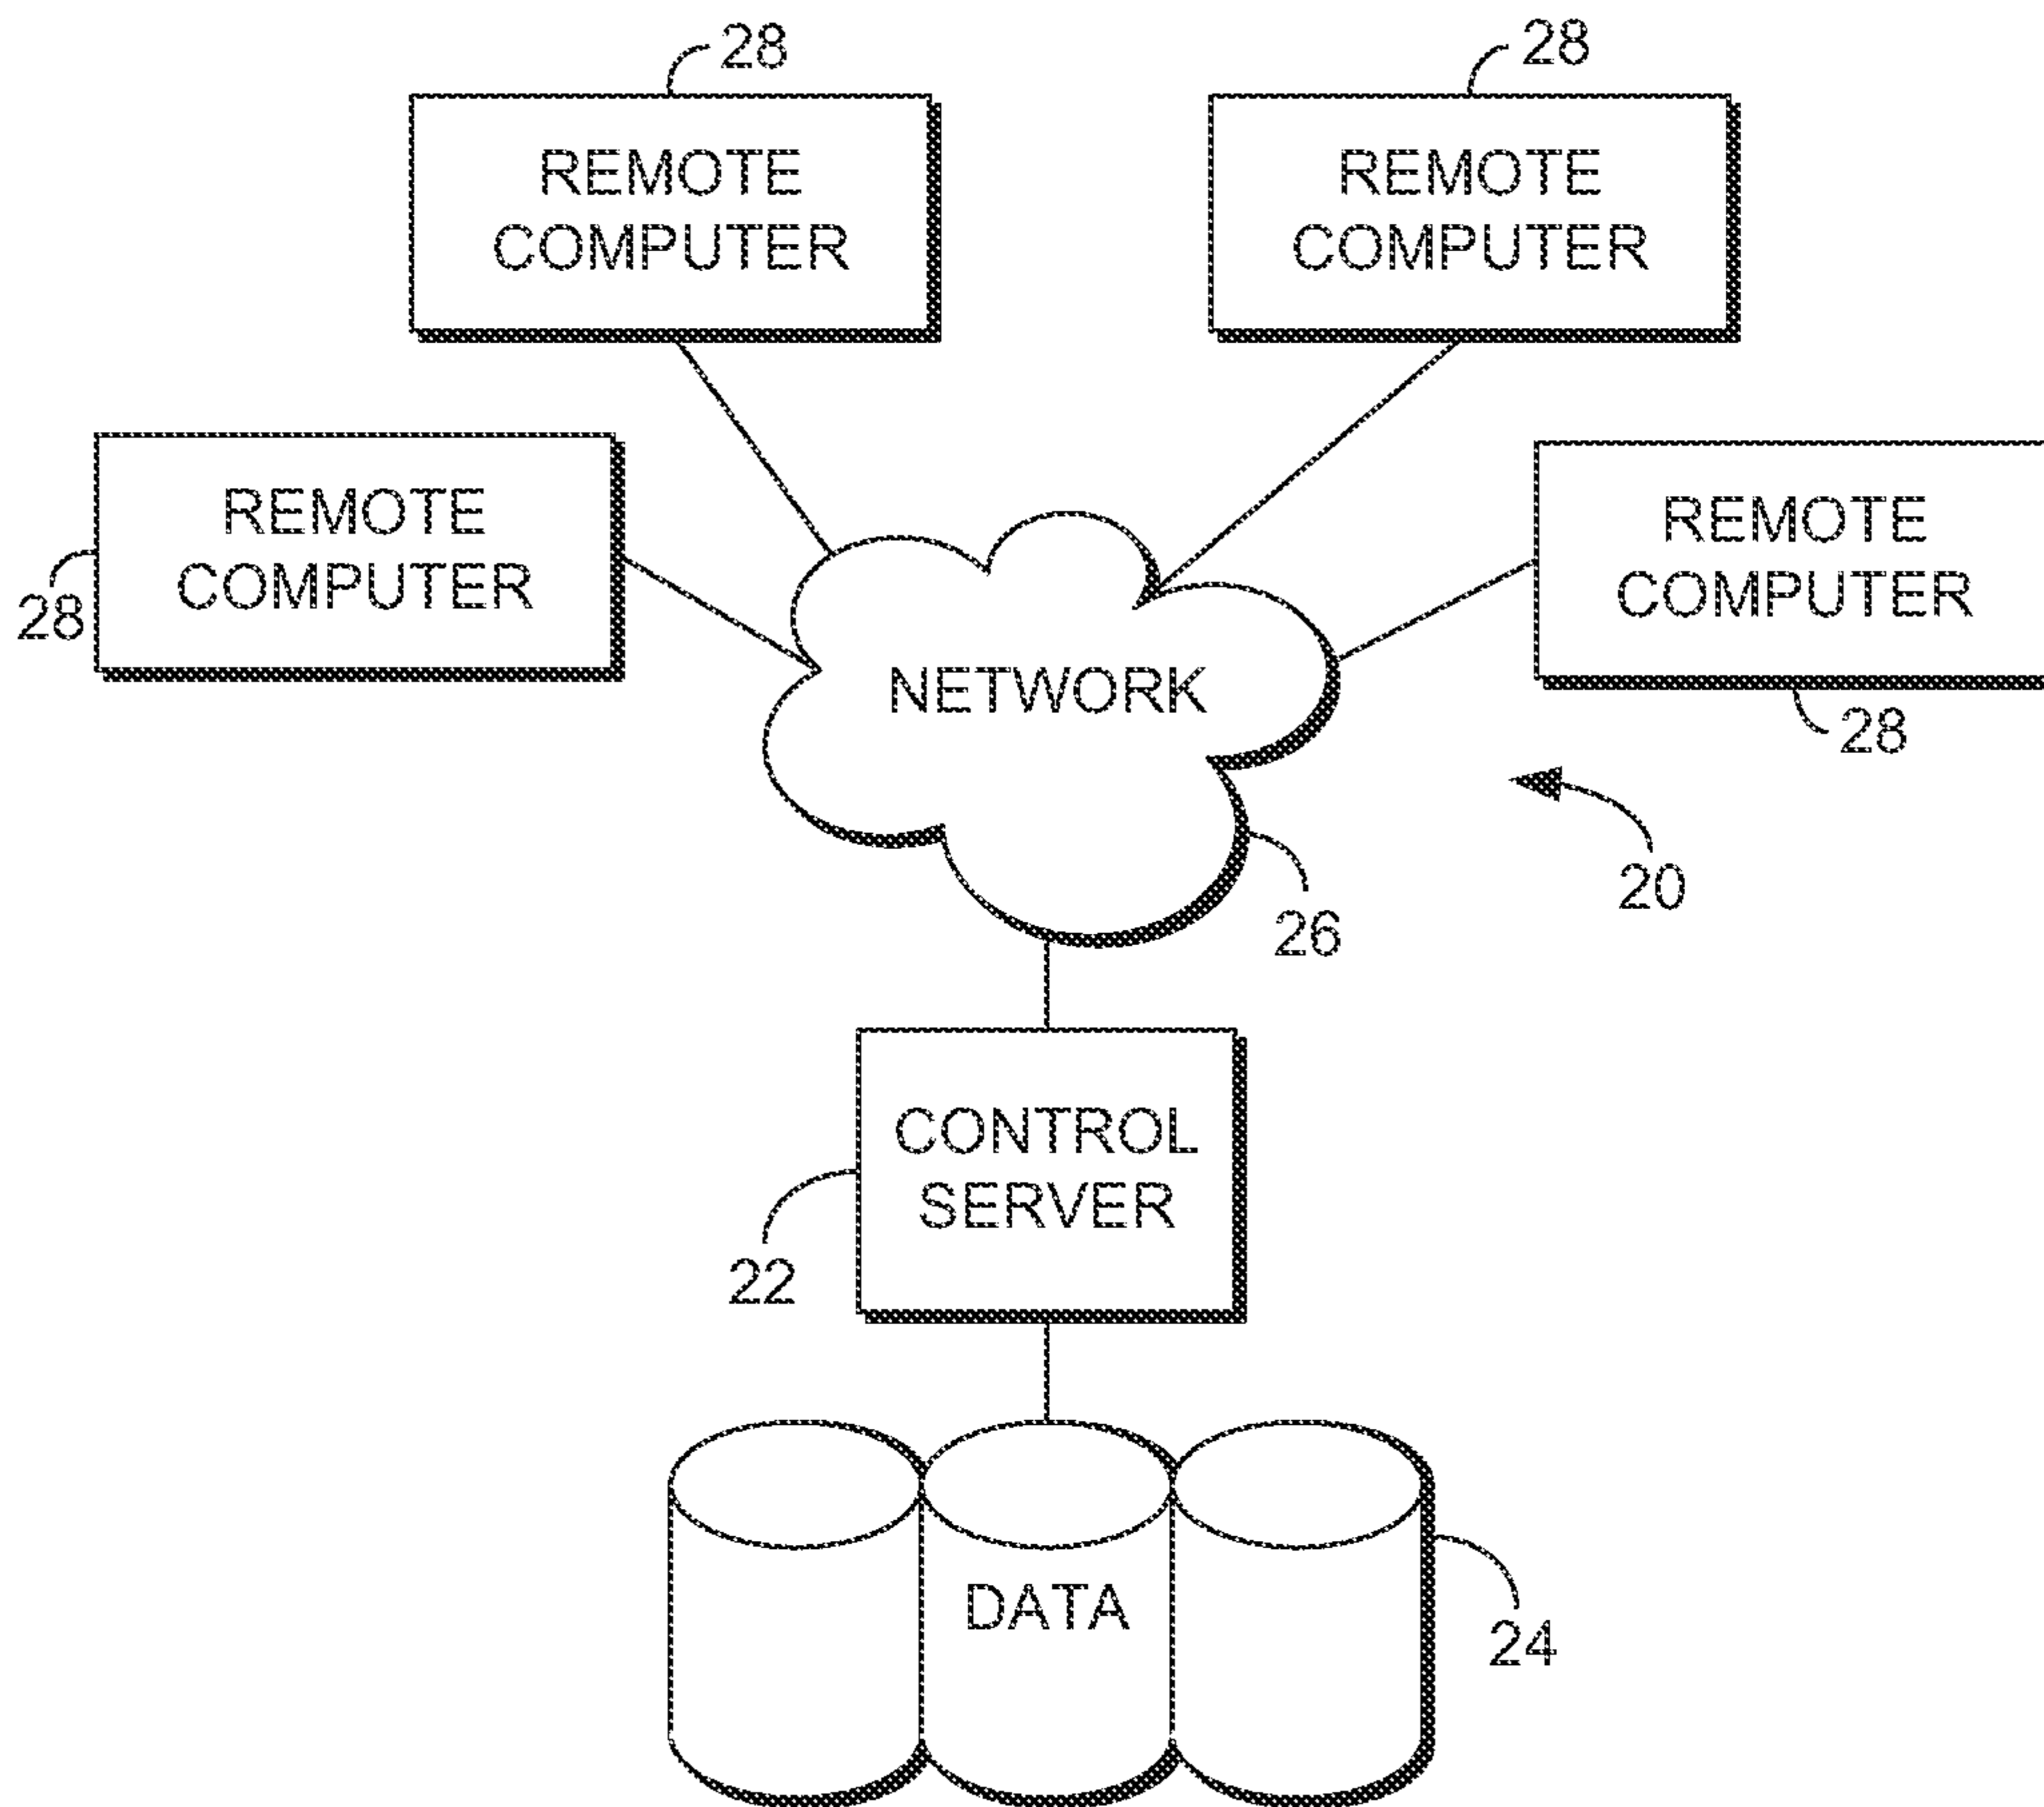 28
28
REMOTE
COMPUTER
REMOTE
COMPUTER
REMOTE
COMPUTER
28
REMOTE
COMPUTER
28
NETWORK
20
26
CONTROL
SERVER
22
DATA
24